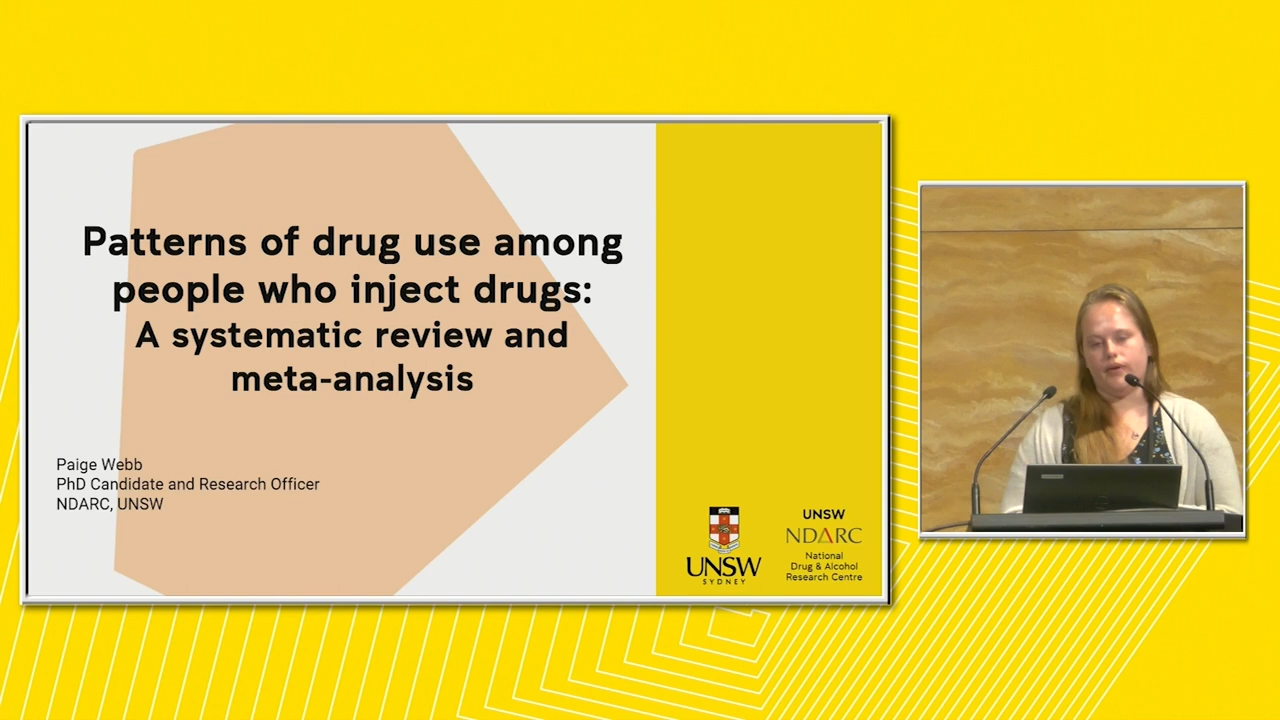 Patterns of drug use among
people who inject drugs:
A systematic review and
meta-analysis
Paige Webb
PhD Candidate and Research Officer
NDARC, UNSW
UNSW
SYDNEY
UNSW
NDARC
National
Drug & Alcohol
Research Centre